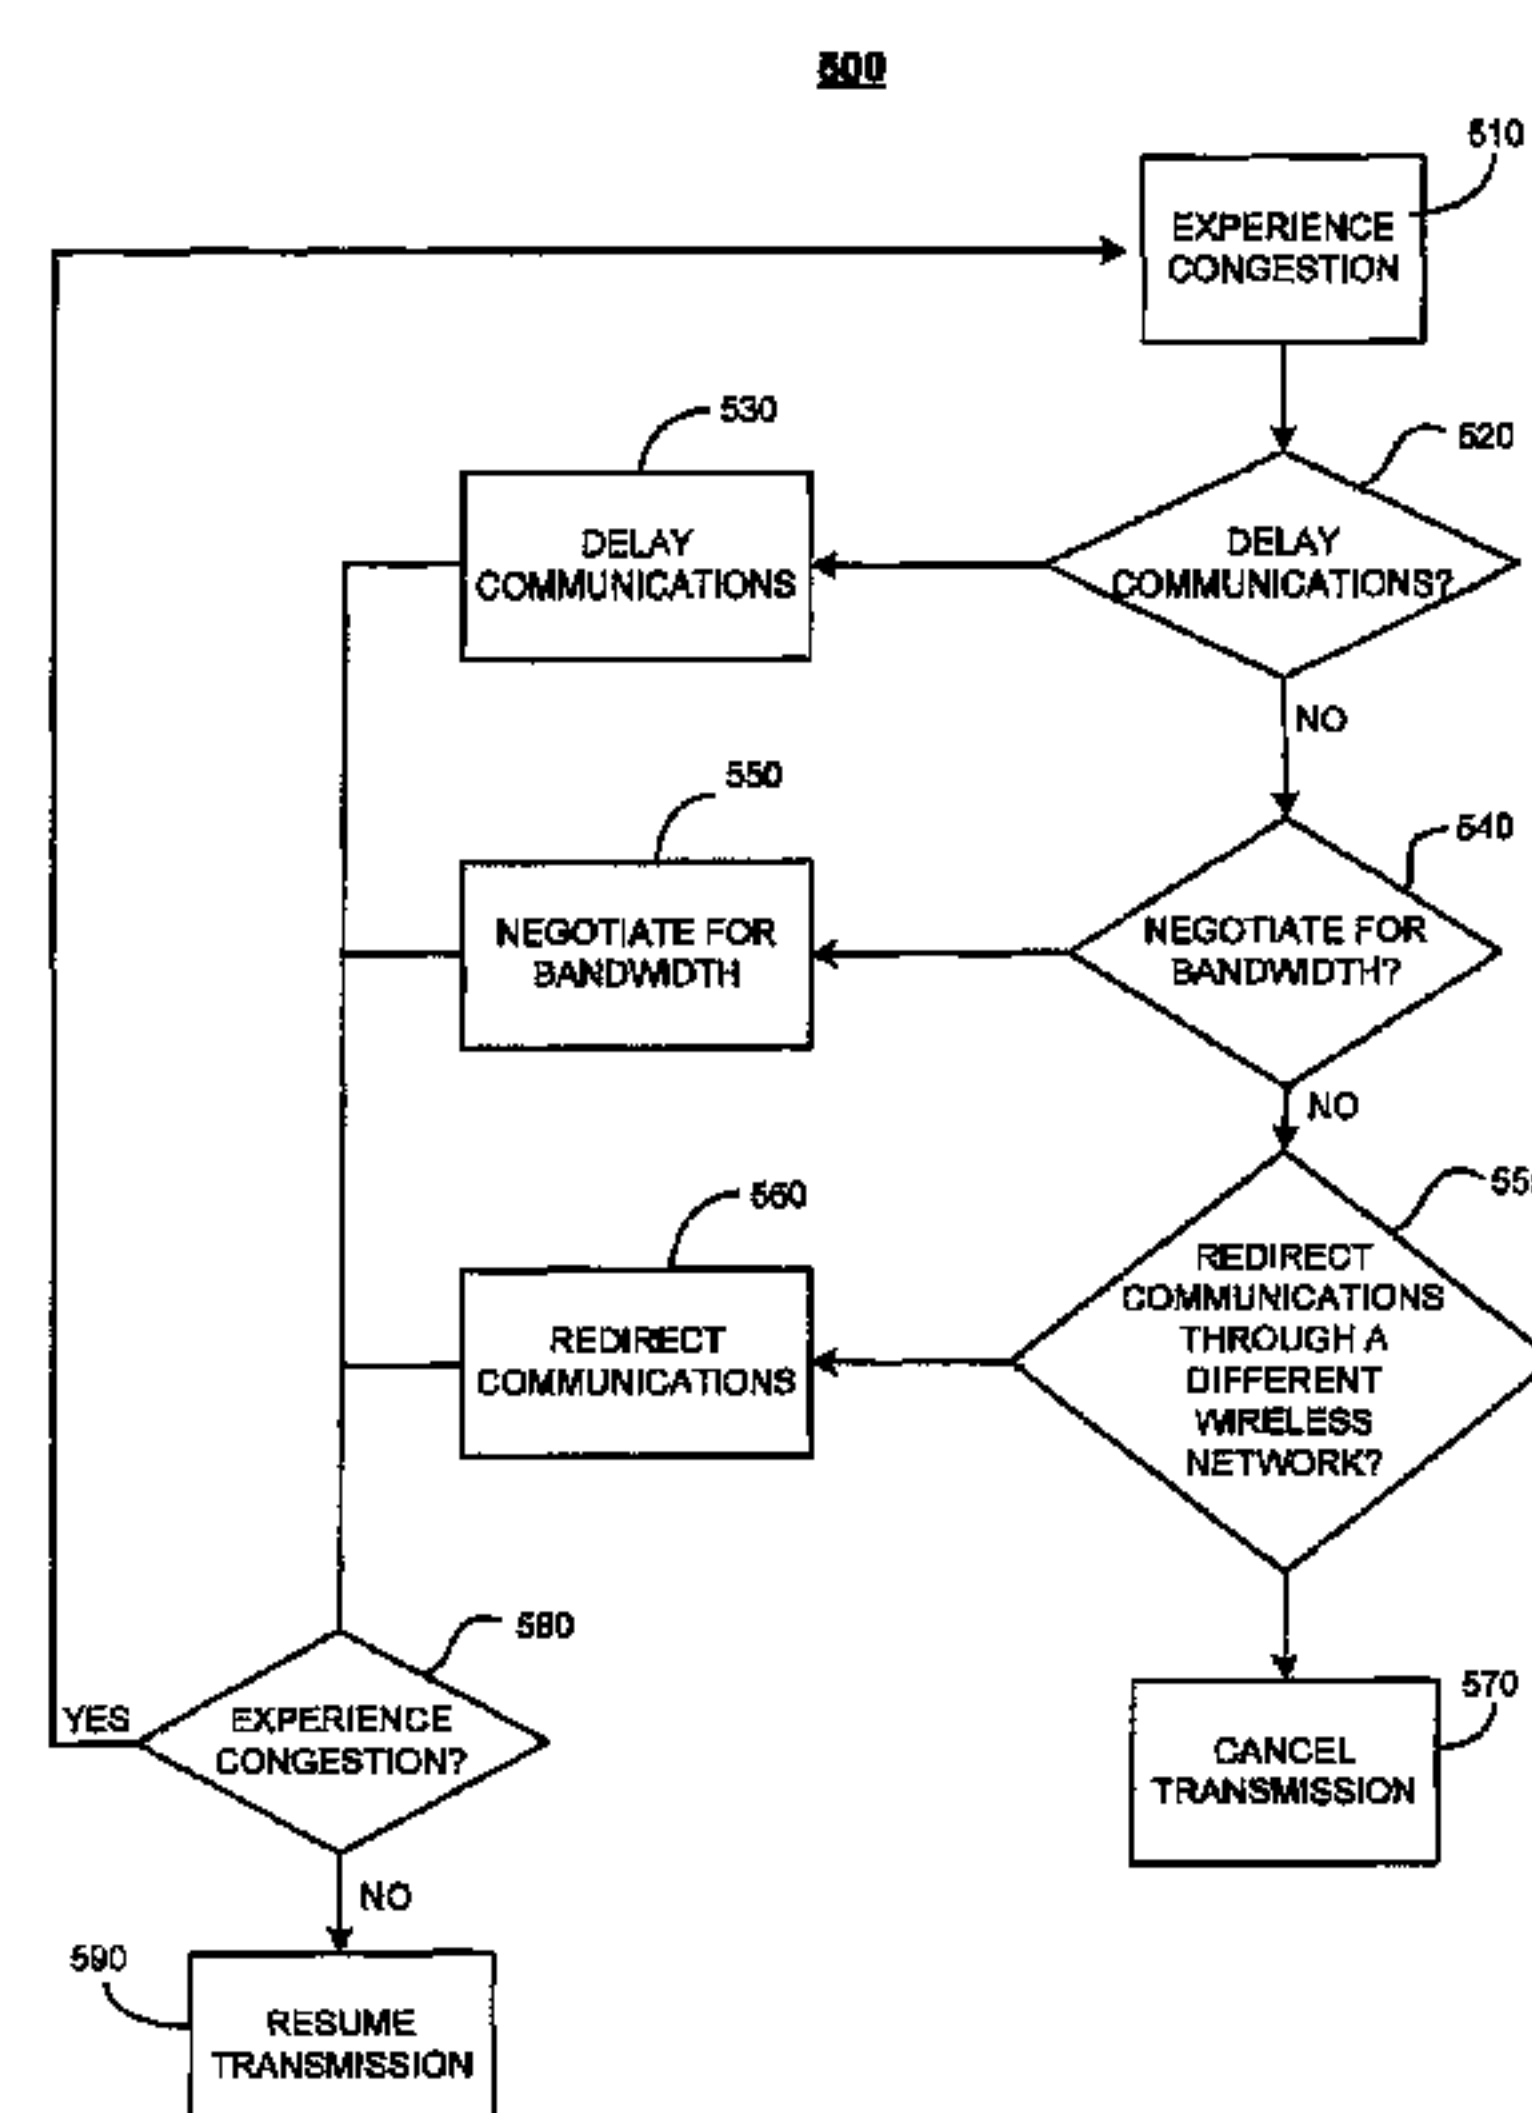 500
510
EXPERIENCE
CONGESTION
530
520
DELAY
COMMUNICATIONS
DELAY
COMMUNICATIONS?
NO
550
540
NEGOTIATE FOR
BANDWIDTH
NEGOTIATE FOR
BANDWIDTH?
NO
560
REDIRECT
COMMUNICATIONS
REDIRECT
COMMUNICATIONS
THROUGH A
DIFFERENT
WIRELESS
NETWORK?
580
YES
EXPERIENCE
CONGESTION?
570
CANCEL
TRANSMISSION
NO
590
RESUME
TRANSMISSION